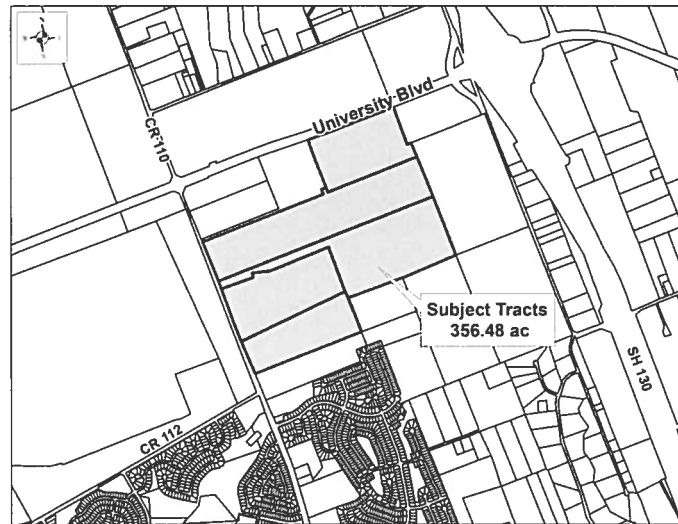 University Blvd
CR 110
Subject Tracts
356.48 ac
SH 130
CR 112